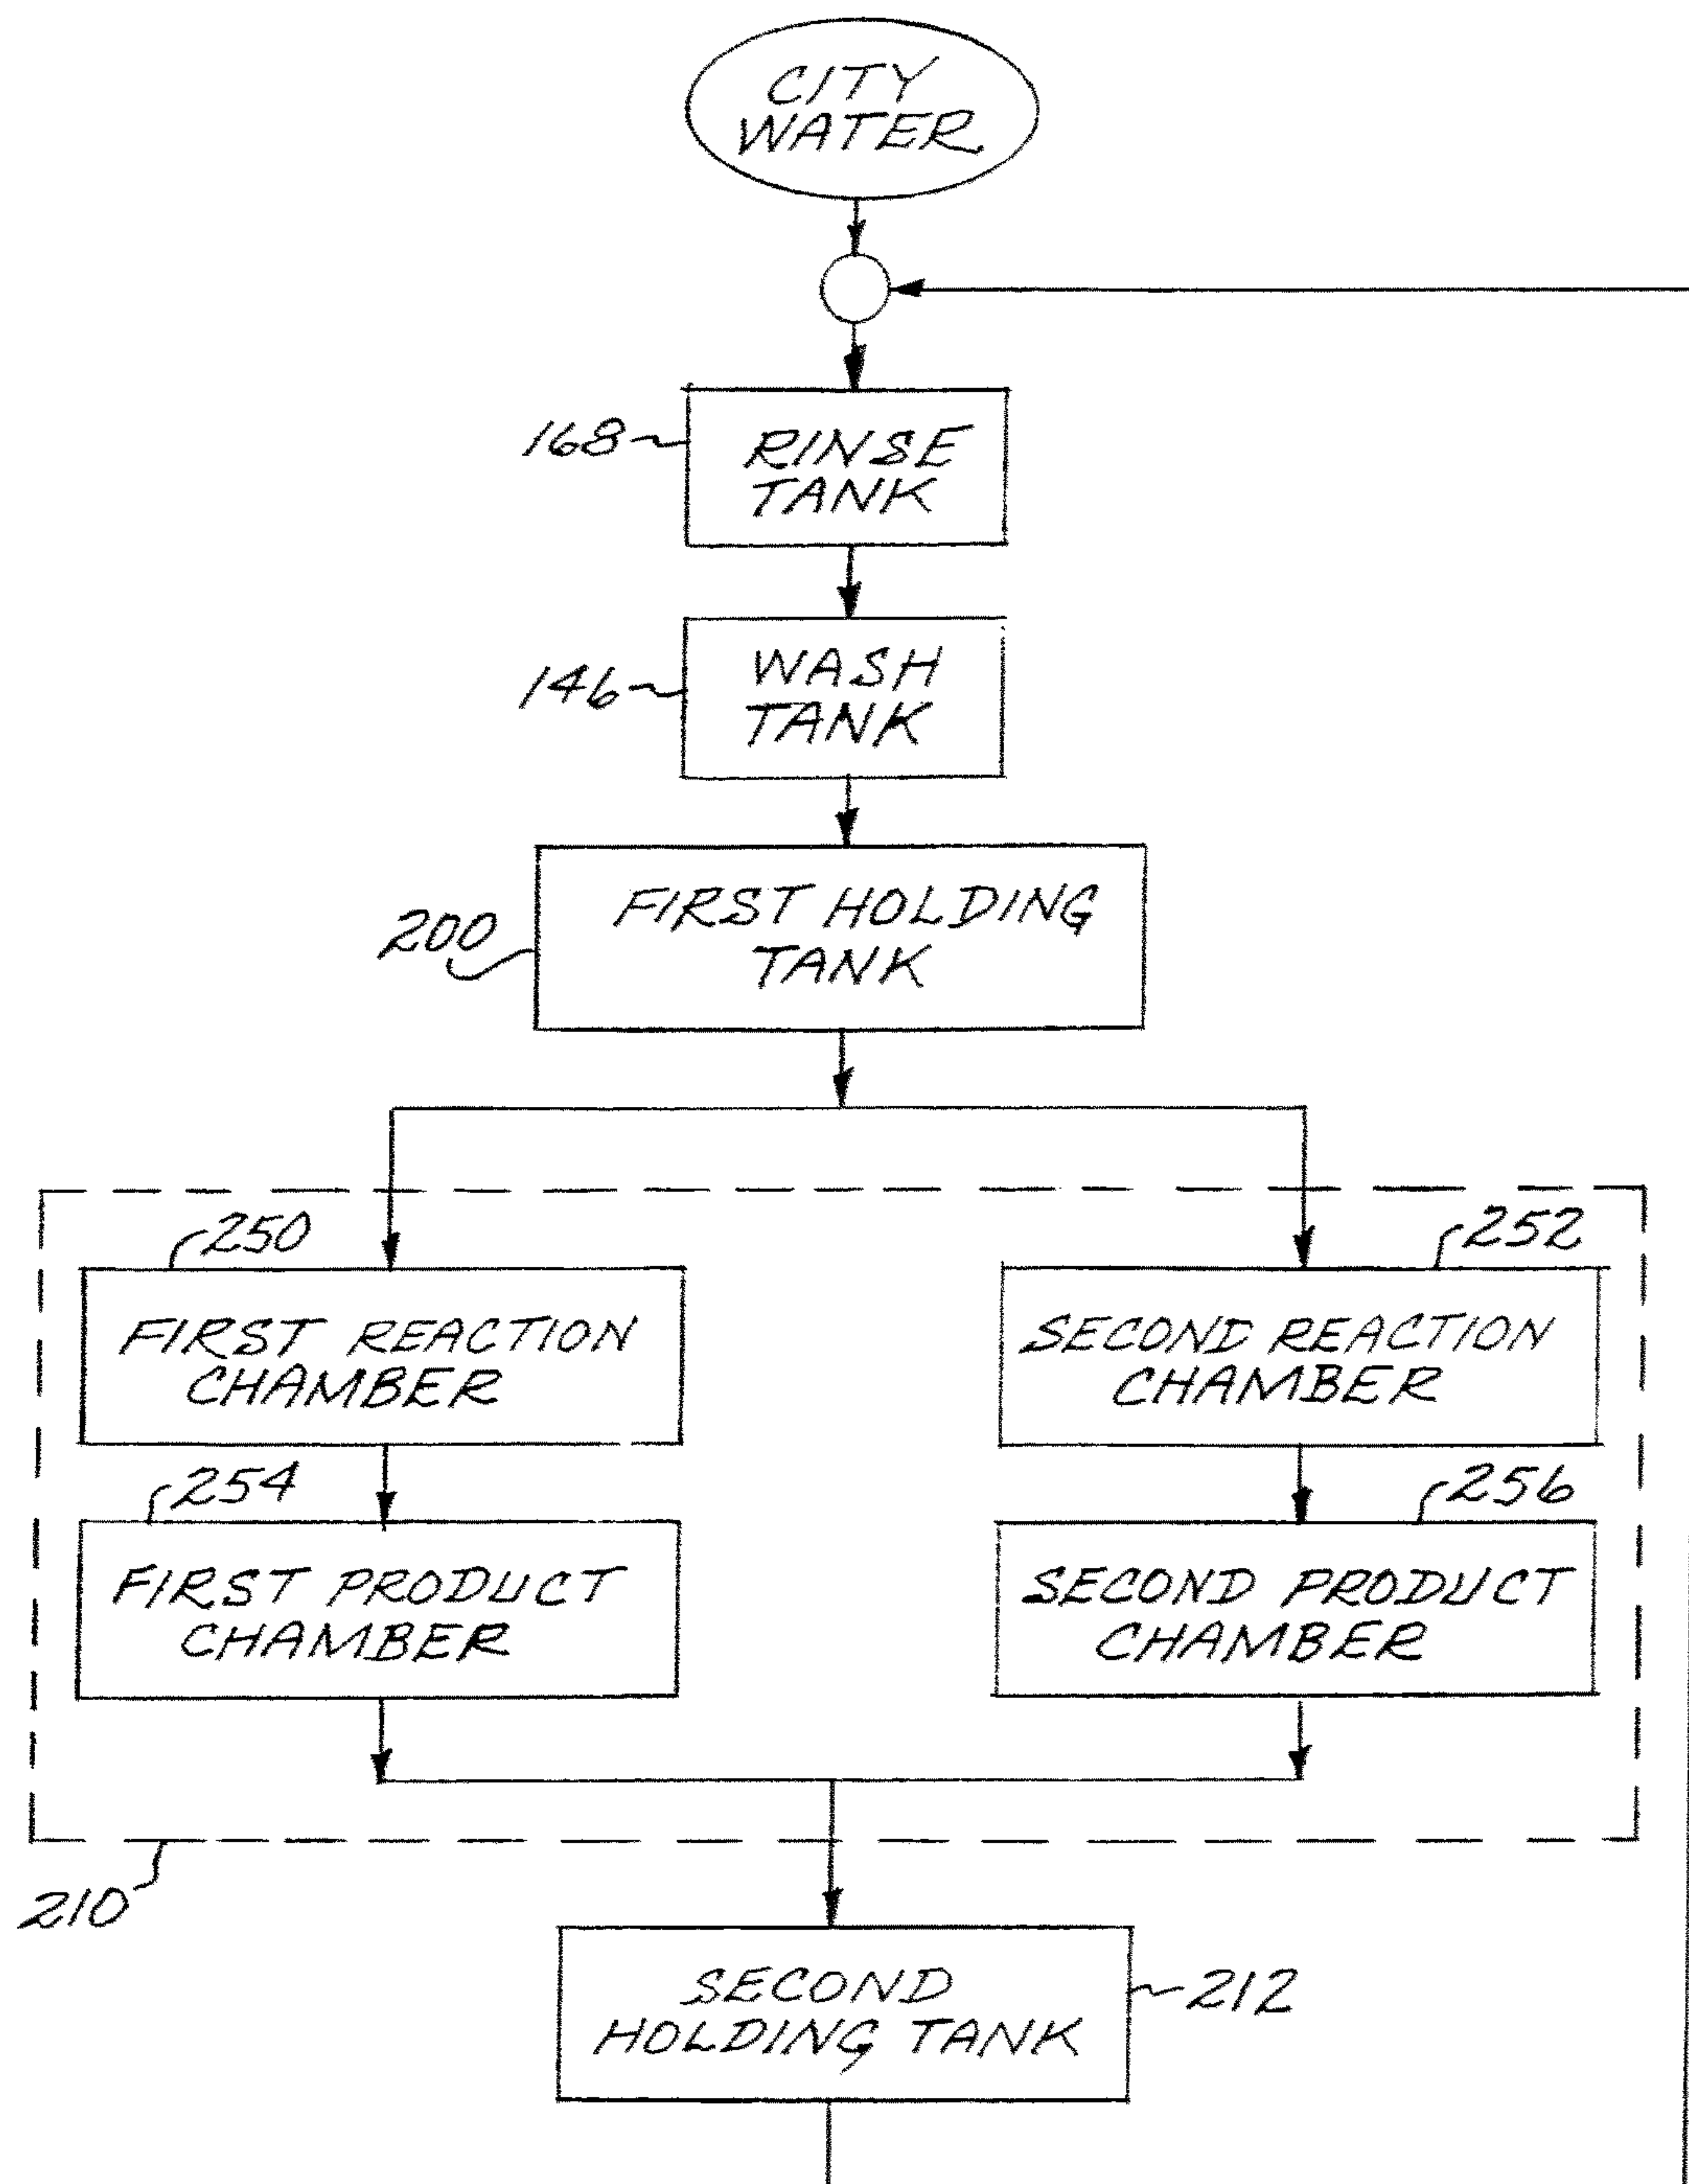 CITY
WATER
168
RINSE
TANK
146
WASH
TANK
200
FIRST HOLDING
TANK
250
252
FIRST REACTION
CHAMBER
SECOND REACTION
CHAMBER
254
256
FIRST PRODUCT
CHAMBER
SECOND PRODUCT
CHAMBER
210
SECOND
HOLDING TANK
212